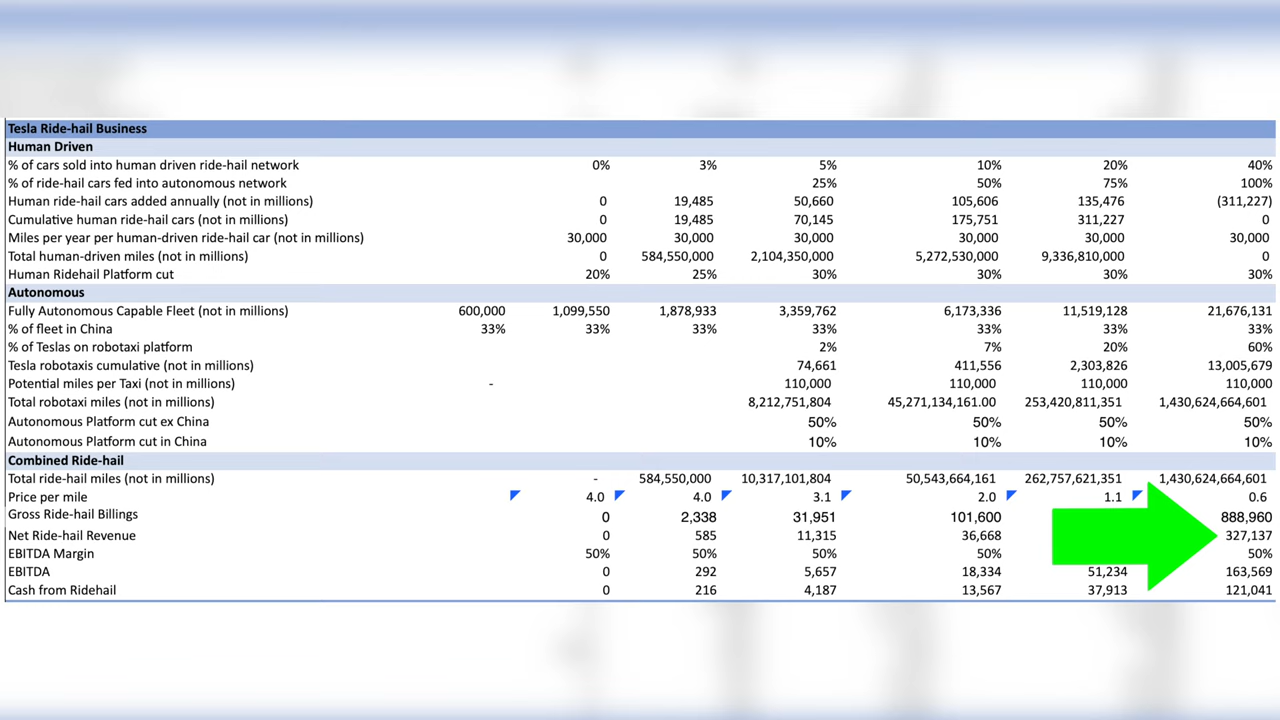 Tesla Ride-hail Business
Human Driven
% of cars sold into human driven ride-hail network 0% 3% 5% 10% 20% 40%
% of ride-hail cars fed into autonomous network 25% 50% 75% 100%
Human ride-hail cars added annually (not in millions) 0 19,485 50,660 105,606 135,476 (311,227)
Cumulative human ride-hail cars (not in millions) 0 19,485 70,145 175,751 311,227 0
Miles per year per human-driven ride-hail car (not in millions) 30,000 30,000 30,000 30,000 30,000 30,000
Total human-driven miles (not in millions) 0 584,550,000 2,104,350,000 5,272,530,000 9,336,810,000 0
Human Ridehail Platform cut 20% 25% 30% 30% 30% 30%
Autonomous
Fully Autonomous Capable Fleet (not in millions) 600,000 1,099,550 1,878,933 3,359,762 6,173,336 11,519,128 21,676,131
% of fleet in China 33% 33% 33% 33% 33% 33% 33%
% of Teslas on robotaxi platform 2% 7% 20% 60%
Tesla robotaxis cumulative (not in millions) 74,661 411,556 2,303,826 13,005,679
Potential miles per Taxi (not in millions) - 110,000 110,000 110,000 110,000
Total robotaxi miles (not in millions) 8,212,751,804 45,271,134,161.00 253,420,811,351 1,430,624,664,601
Autonomous Platform cut ex China 50% 50% 50% 50%
Autonomous Platform cut in China 10% 10% 10% 10%
Combined Ride-hail
Total ride-hail miles (not in millions) - 584,550,000 10,317,101,804 50,543,664,161 262,757,621,351 1,430,624,664,601
Price per mile 4.0 4.0 3.1 2.0 1.1 0.6
Gross Ride-hail Billings 0 2,338 31,951 101,600 888,960
Net Ride-hail Revenue 0 585 11,315 36,668 327,137
EBITDA Margin 50% 50% 50% 50% 50%
EBITDA 0 292 5,657 18,334 51,234 163,569
Cash from Ridehail 0 216 4,187 13,567 37,913 121,041